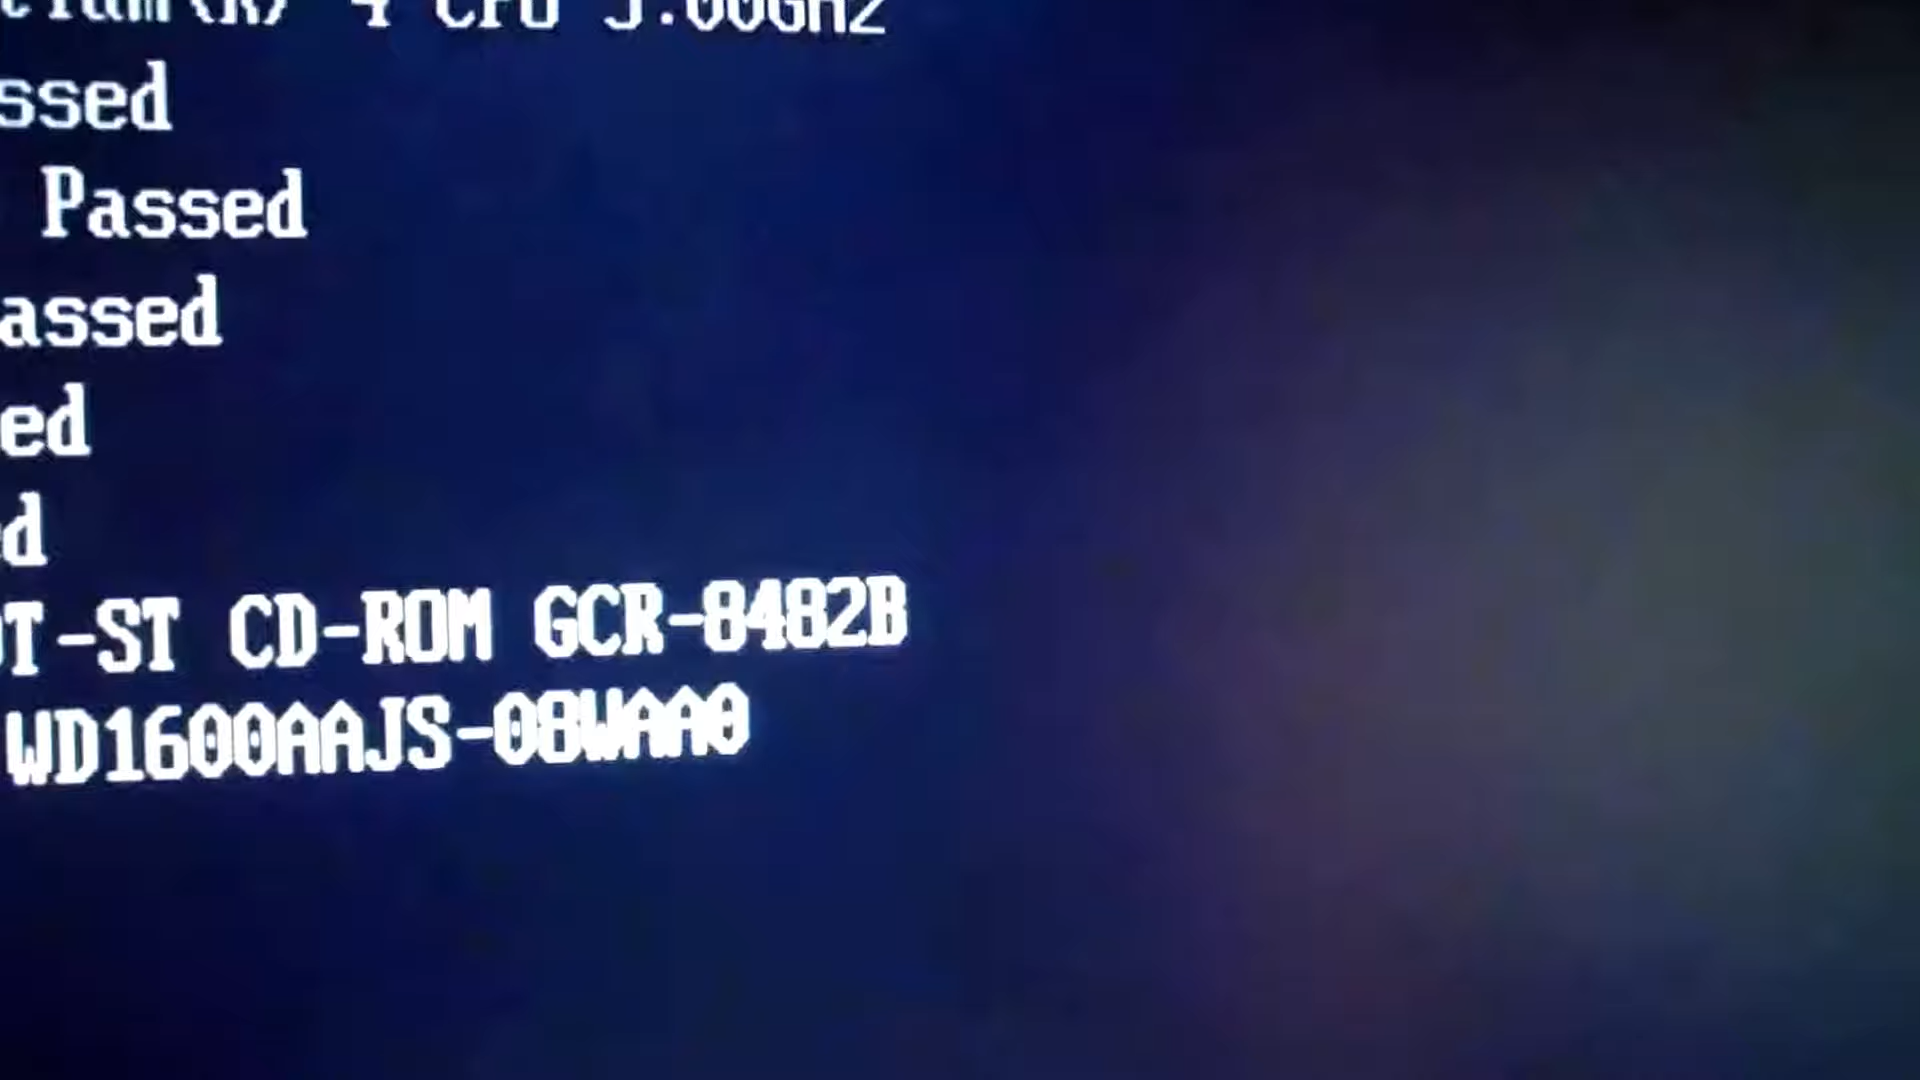 4 CPU 3.00GHz
ssed
Passed
assed
ed
d
T-ST CD-ROM GCR-8482B
WD1600AAJS-08WAA0